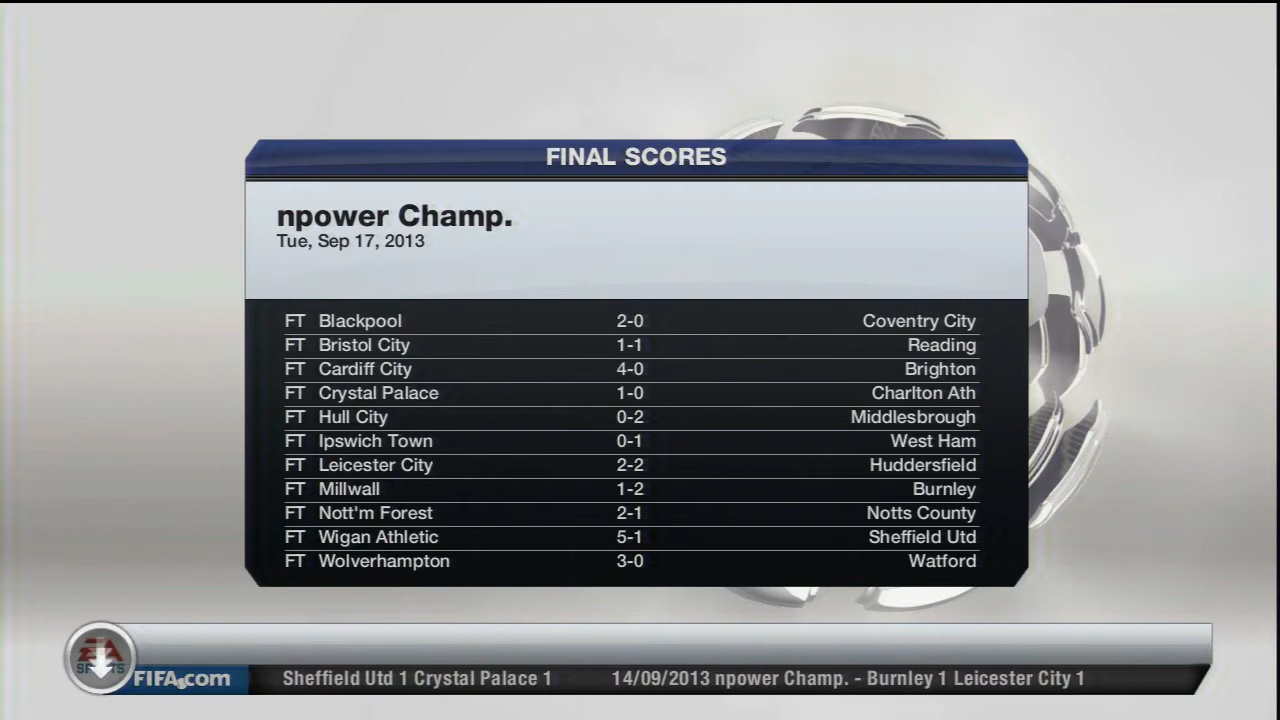 FINAL SCORES
npower Champ.
Tue, Sep 17, 2013
FT Blackpool 2-0 Coventry City
FT Bristol City 1-1 Reading
FT Cardiff City 4-0 Brighton
FT Crystal Palace 1-0 Charlton Ath
FT Hull City 0-2 Middlesbrough
FT Ipswich Town 0-1 West Ham
FT Leicester City 2-2 Huddersfield
FT Millwall 1-2 Burnley
FT Nott'm Forest 2-1 Notts County
FT Wigan Athletic 5-1 Sheffield Utd
FT Wolverhampton 3-0 Watford
EA
SPORTS
FIFA.com Sheffield Utd 1 Crystal Palace 1 14/09/2013 npower Champ. - Burnley 1 Leicester City 1